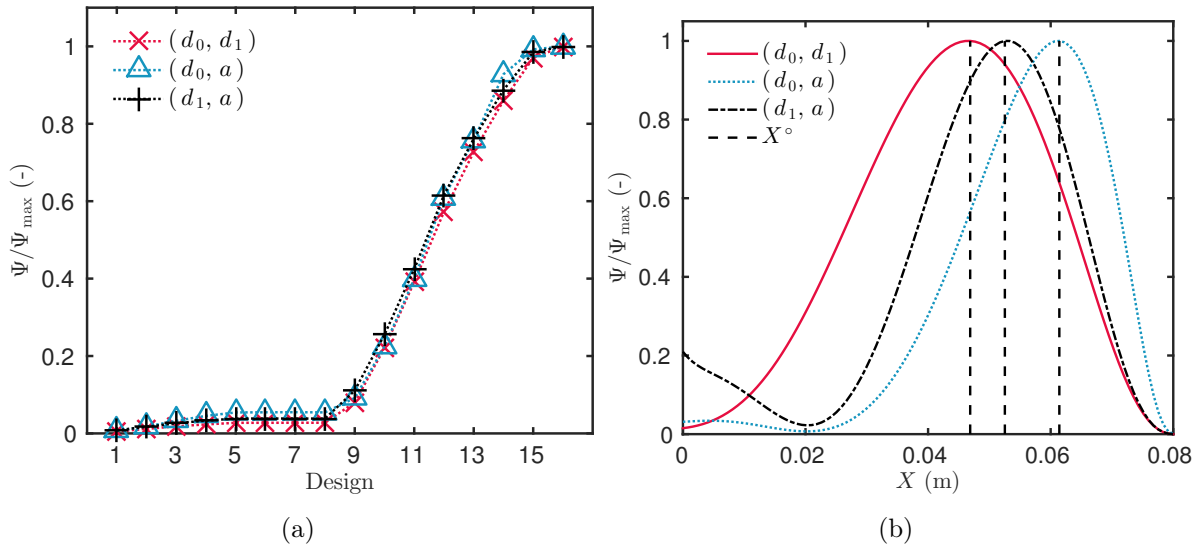 1
0.8
0.6
0.4
0.2
0
Ψ/Ψmax (-)
(d0, d1)
(d0, a)
(d1, a)
1 3 5 7 9 11 13 15
Design
(a)
1
0.8
0.6
0.4
0.2
0
Ψ/Ψmax (-)
(d0, d1)
(d0, a)
(d1, a)
X°
0 0.02 0.04 0.06 0.08
X (m)
(b)